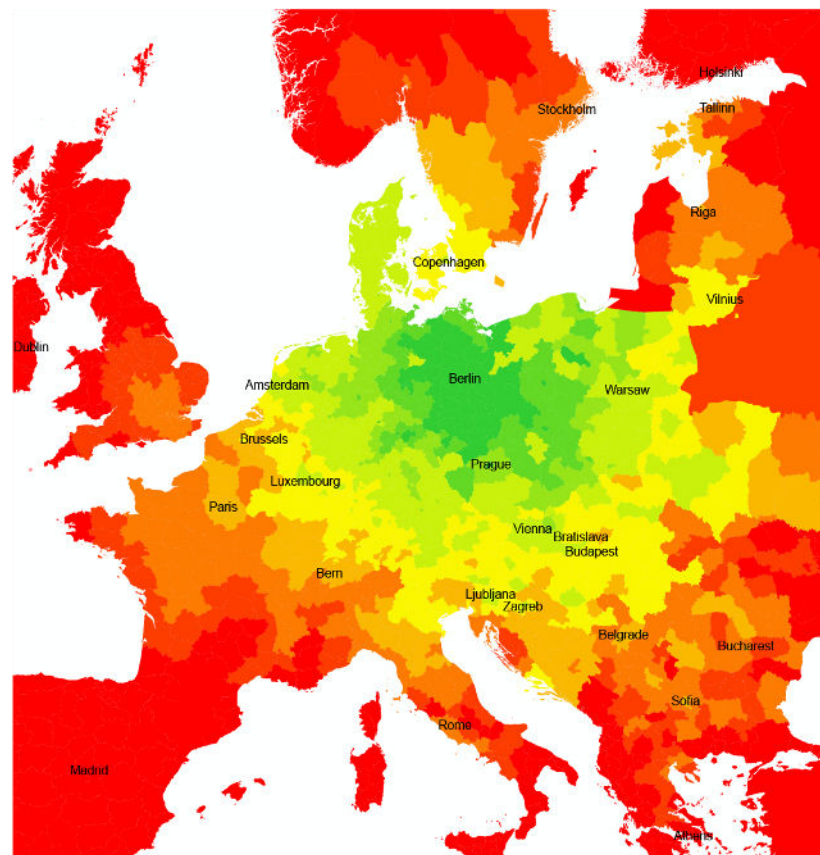 Helsinki
Stockholm
Tallinn
Riga
Copenhagen
Vilnius
Dublin
Berlin
Amsterdam
Warsaw
Brussels
Prague
Luxembourg
Paris
Vienna
Bratislava
Budapest
Bern
Ljubljana
Zagreb
Belgrade
Bucharest
Sofia
Rome
Madrid
Athens